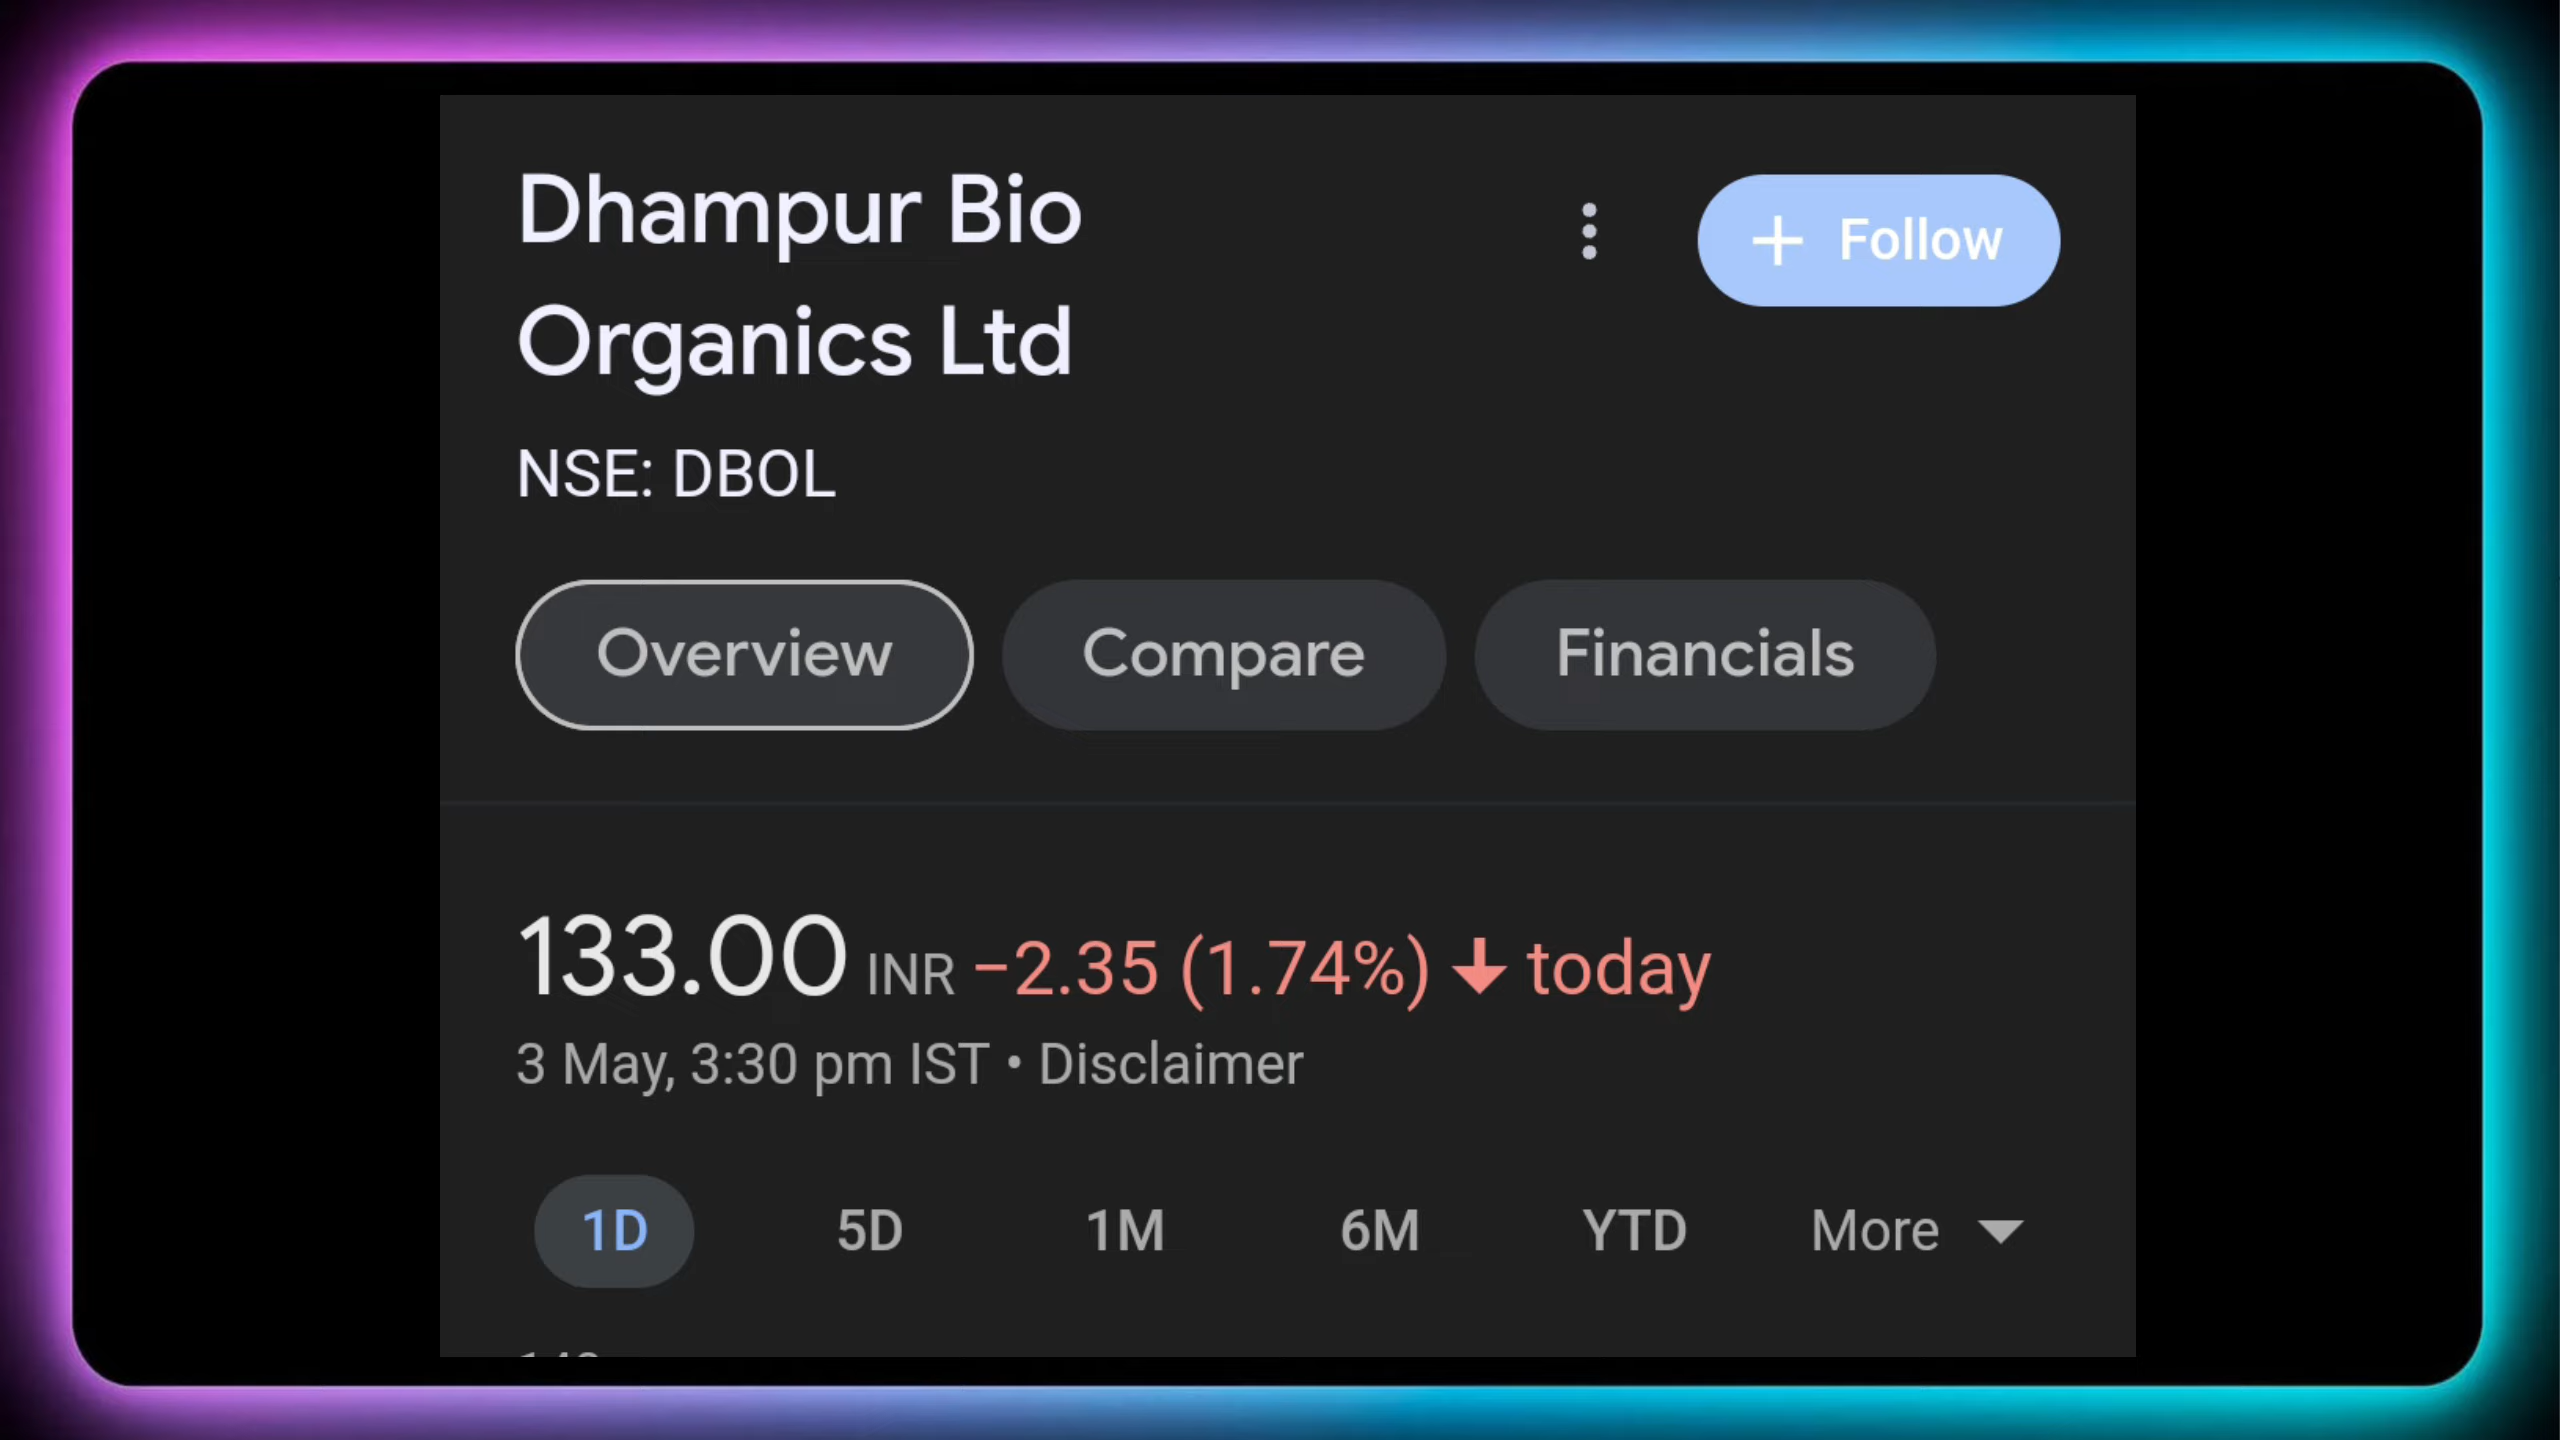 Dhampur Bio
Organics Ltd
+ Follow
NSE: DBOL
Overview Compare Financials
133.00 INR −2.35 (1.74%) ↓ today
3 May, 3:30 pm IST • Disclaimer
1D 5D 1M 6M YTD More